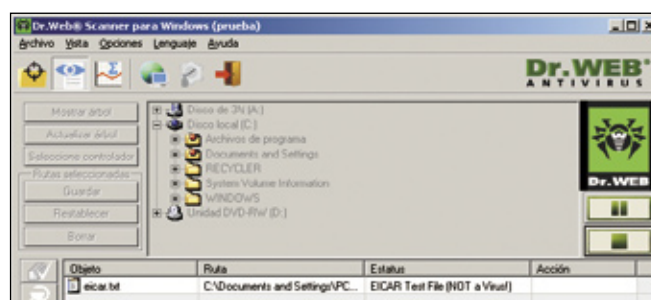 Dr.Web® Scanner para Windows (prueba)
Archivo Vista Opciones Lenguaje Ayuda
Dr.WEB®
ANTIVIRUS
Mostrar árbol
Actualizar árbol
Seleccione controlador
Rutas seleccionadas
Guardar
Restablecer
Borrar
Disco de 3½ (A:)
Disco local (C:)
Archivos de programa
Documents and Settings
RECYCLER
System Volume Information
WINDOWS
Unidad DVD-RW (D:)
Dr.WEB
Objeto Ruta Estatus Acción
eicar.txt C:\Documents and Settings\PC... EICAR Test File (NOT a Virus!)